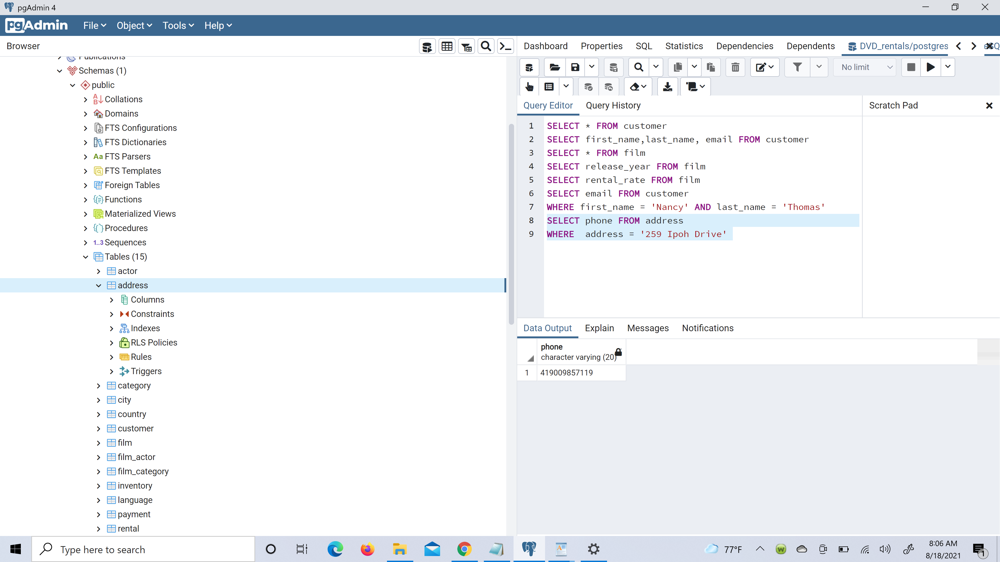 pgAdmin 4
pgAdmin File Object Tools Help
Browser
Dashboard Properties SQL Statistics Dependencies Dependents DVD_rentals/postgres
Publications
Schemas (1)
public
Collations
Domains
FTS Configurations
FTS Dictionaries
Aa FTS Parsers
FTS Templates
Foreign Tables
Functions
Materialized Views
Procedures
1..3 Sequences
Tables (15)
actor
address
Columns
Constraints
Indexes
RLS Policies
Rules
Triggers
category
city
country
customer
film
film_actor
film_category
inventory
language
payment
rental
No limit
Query Editor Query History
Scratch Pad
1 SELECT * FROM customer
2 SELECT first_name,last_name, email FROM customer
3 SELECT * FROM film
4 SELECT release_year FROM film
5 SELECT rental_rate FROM film
6 SELECT email FROM customer
7 WHERE first_name = 'Nancy' AND last_name = 'Thomas'
8 SELECT phone FROM address
9 WHERE  address = '259 Ipoh Drive'
Data Output Explain Messages Notifications
phone
character varying (20)
1 419009857119
Type here to search
77°F
8:06 AM
8/18/2021
1